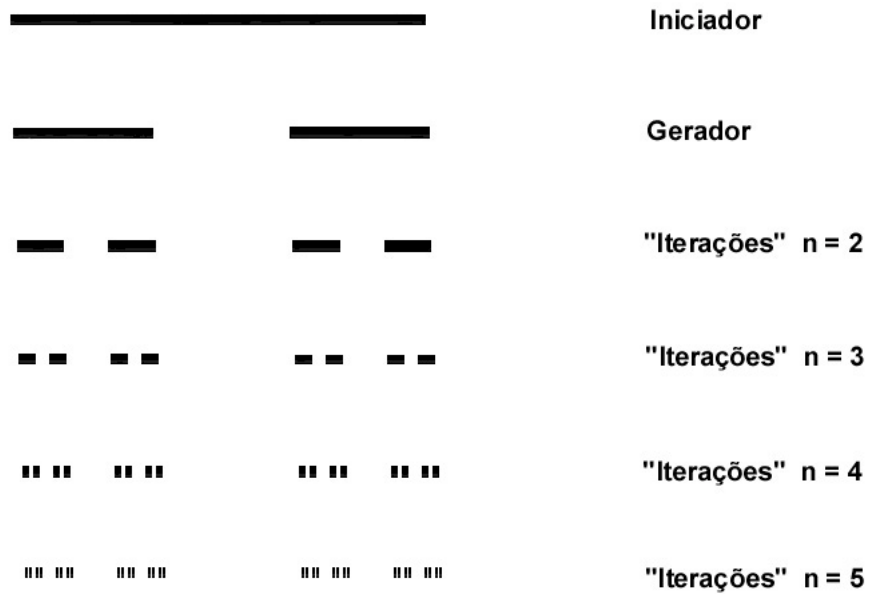 Iniciador
Gerador
"Iterações" n = 2
"Iterações" n = 3
"Iterações" n = 4
"Iterações" n = 5